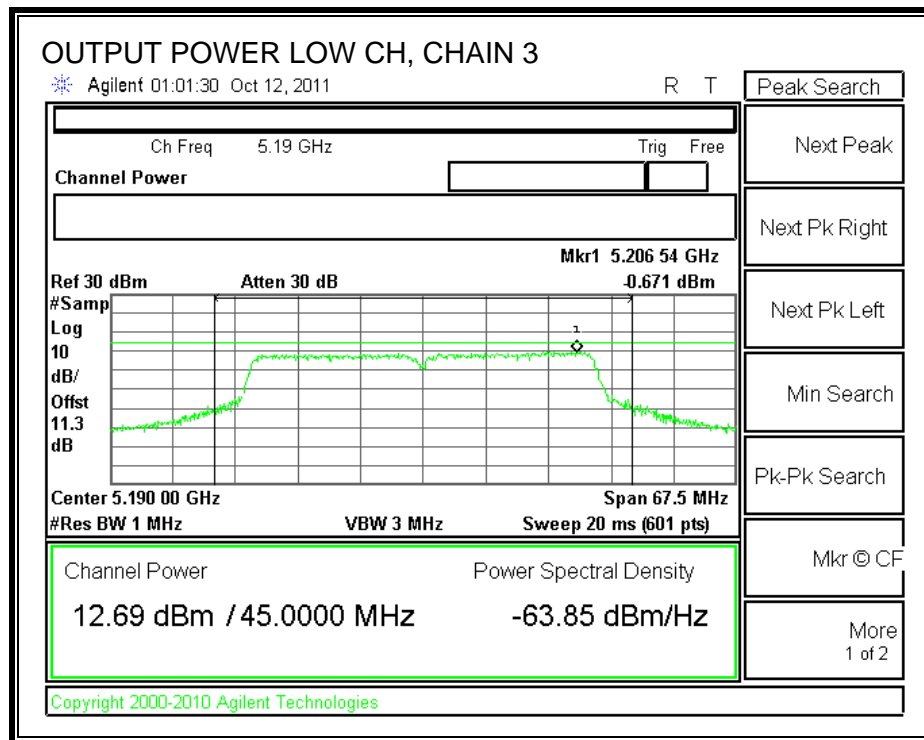 OUTPUT POWER LOW CH, CHAIN 3
Agilent 01:01:30 Oct 12, 2011 R T
Peak Search
Ch Freq 5.19 GHz Trig Free
Channel Power
Next Peak
Next Pk Right
Mkr1 5.206 54 GHz
Ref 30 dBm Atten 30 dB -0.671 dBm
#Samp
Log
10
dB/
Offst
11.3
dB
1
Next Pk Left
Min Search
Pk-Pk Search
Center 5.190 00 GHz Span 67.5 MHz
#Res BW 1 MHz VBW 3 MHz Sweep 20 ms (601 pts)
Channel Power Power Spectral Density
12.69 dBm / 45.0000 MHz -63.85 dBm/Hz
Mkr © CF
More
1 of 2
Copyright 2000-2010 Agilent Technologies